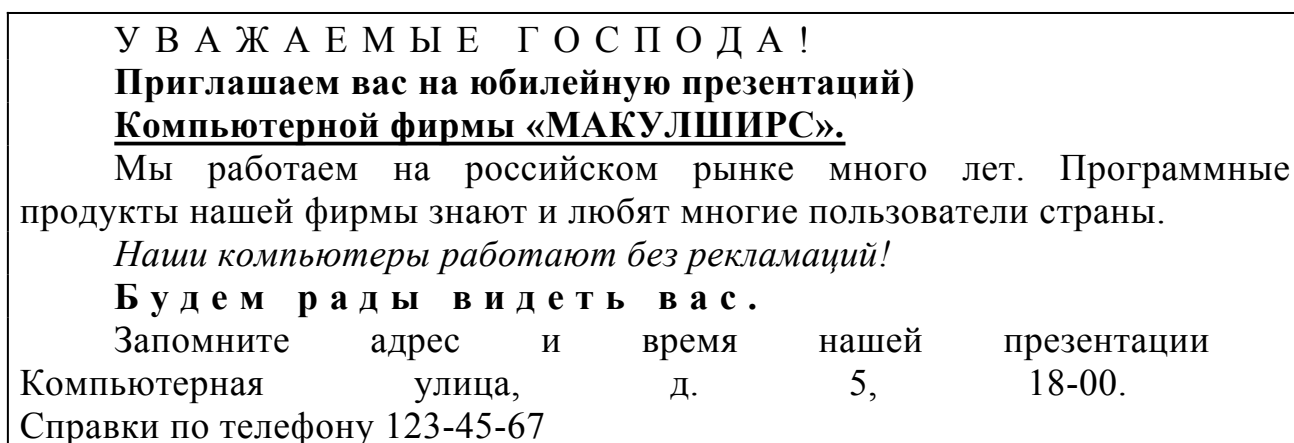 У В А Ж А Е М Ы Е Г О С П О Д А !
Приглашаем вас на юбилейную презентаций)
Компьютерной фирмы «МАКУЛШИРС».
Мы работаем на российском рынке много лет. Программные
продукты нашей фирмы знают и любят многие пользователи страны.
Наши компьютеры работают без рекламаций!
Б у д е м р а д ы в и д е т ь в а с .
Запомните адрес и время нашей презентации
Компьютерная улица, д. 5, 18-00.
Справки по телефону 123-45-67